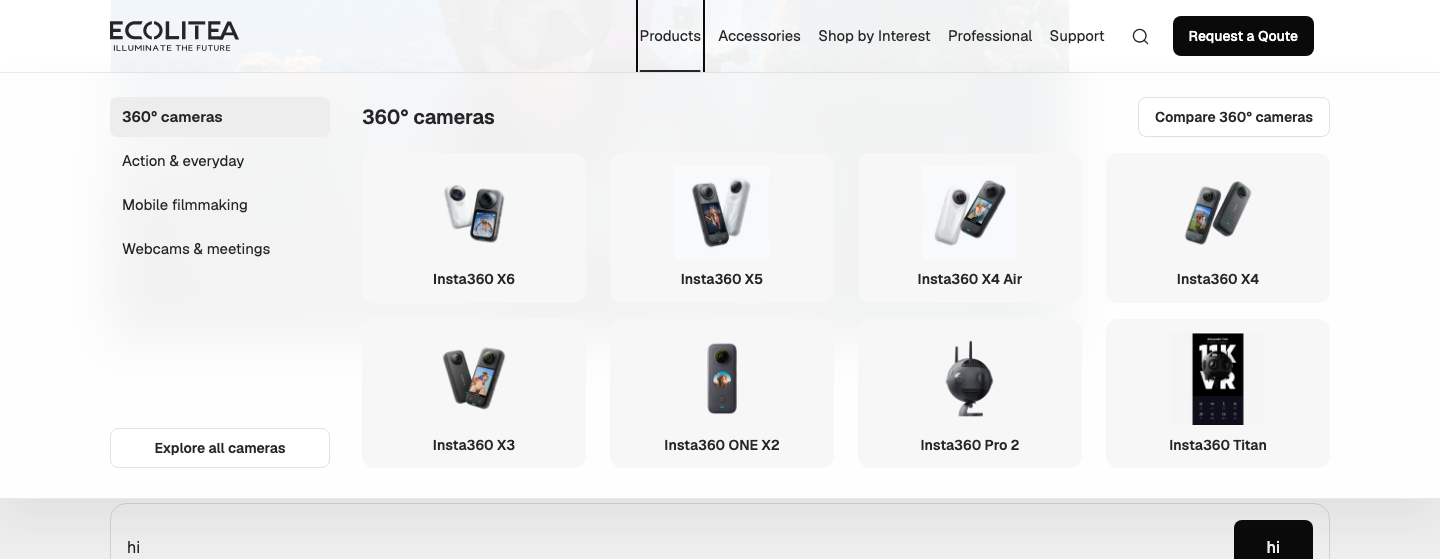 ECOLITEA
ILLUMINATE THE FUTURE
Products Accessories Shop by Interest Professional Support Request a Qoute
360° cameras
Action & everyday
Mobile filmmaking
Webcams & meetings
Explore all cameras
360° cameras
Compare 360° cameras
Insta360 X6
Insta360 X5
Insta360 X4 Air
Insta360 X4
Insta360 X3
Insta360 ONE X2
Insta360 Pro 2
11K
VR
Insta360 Titan
hi
hi